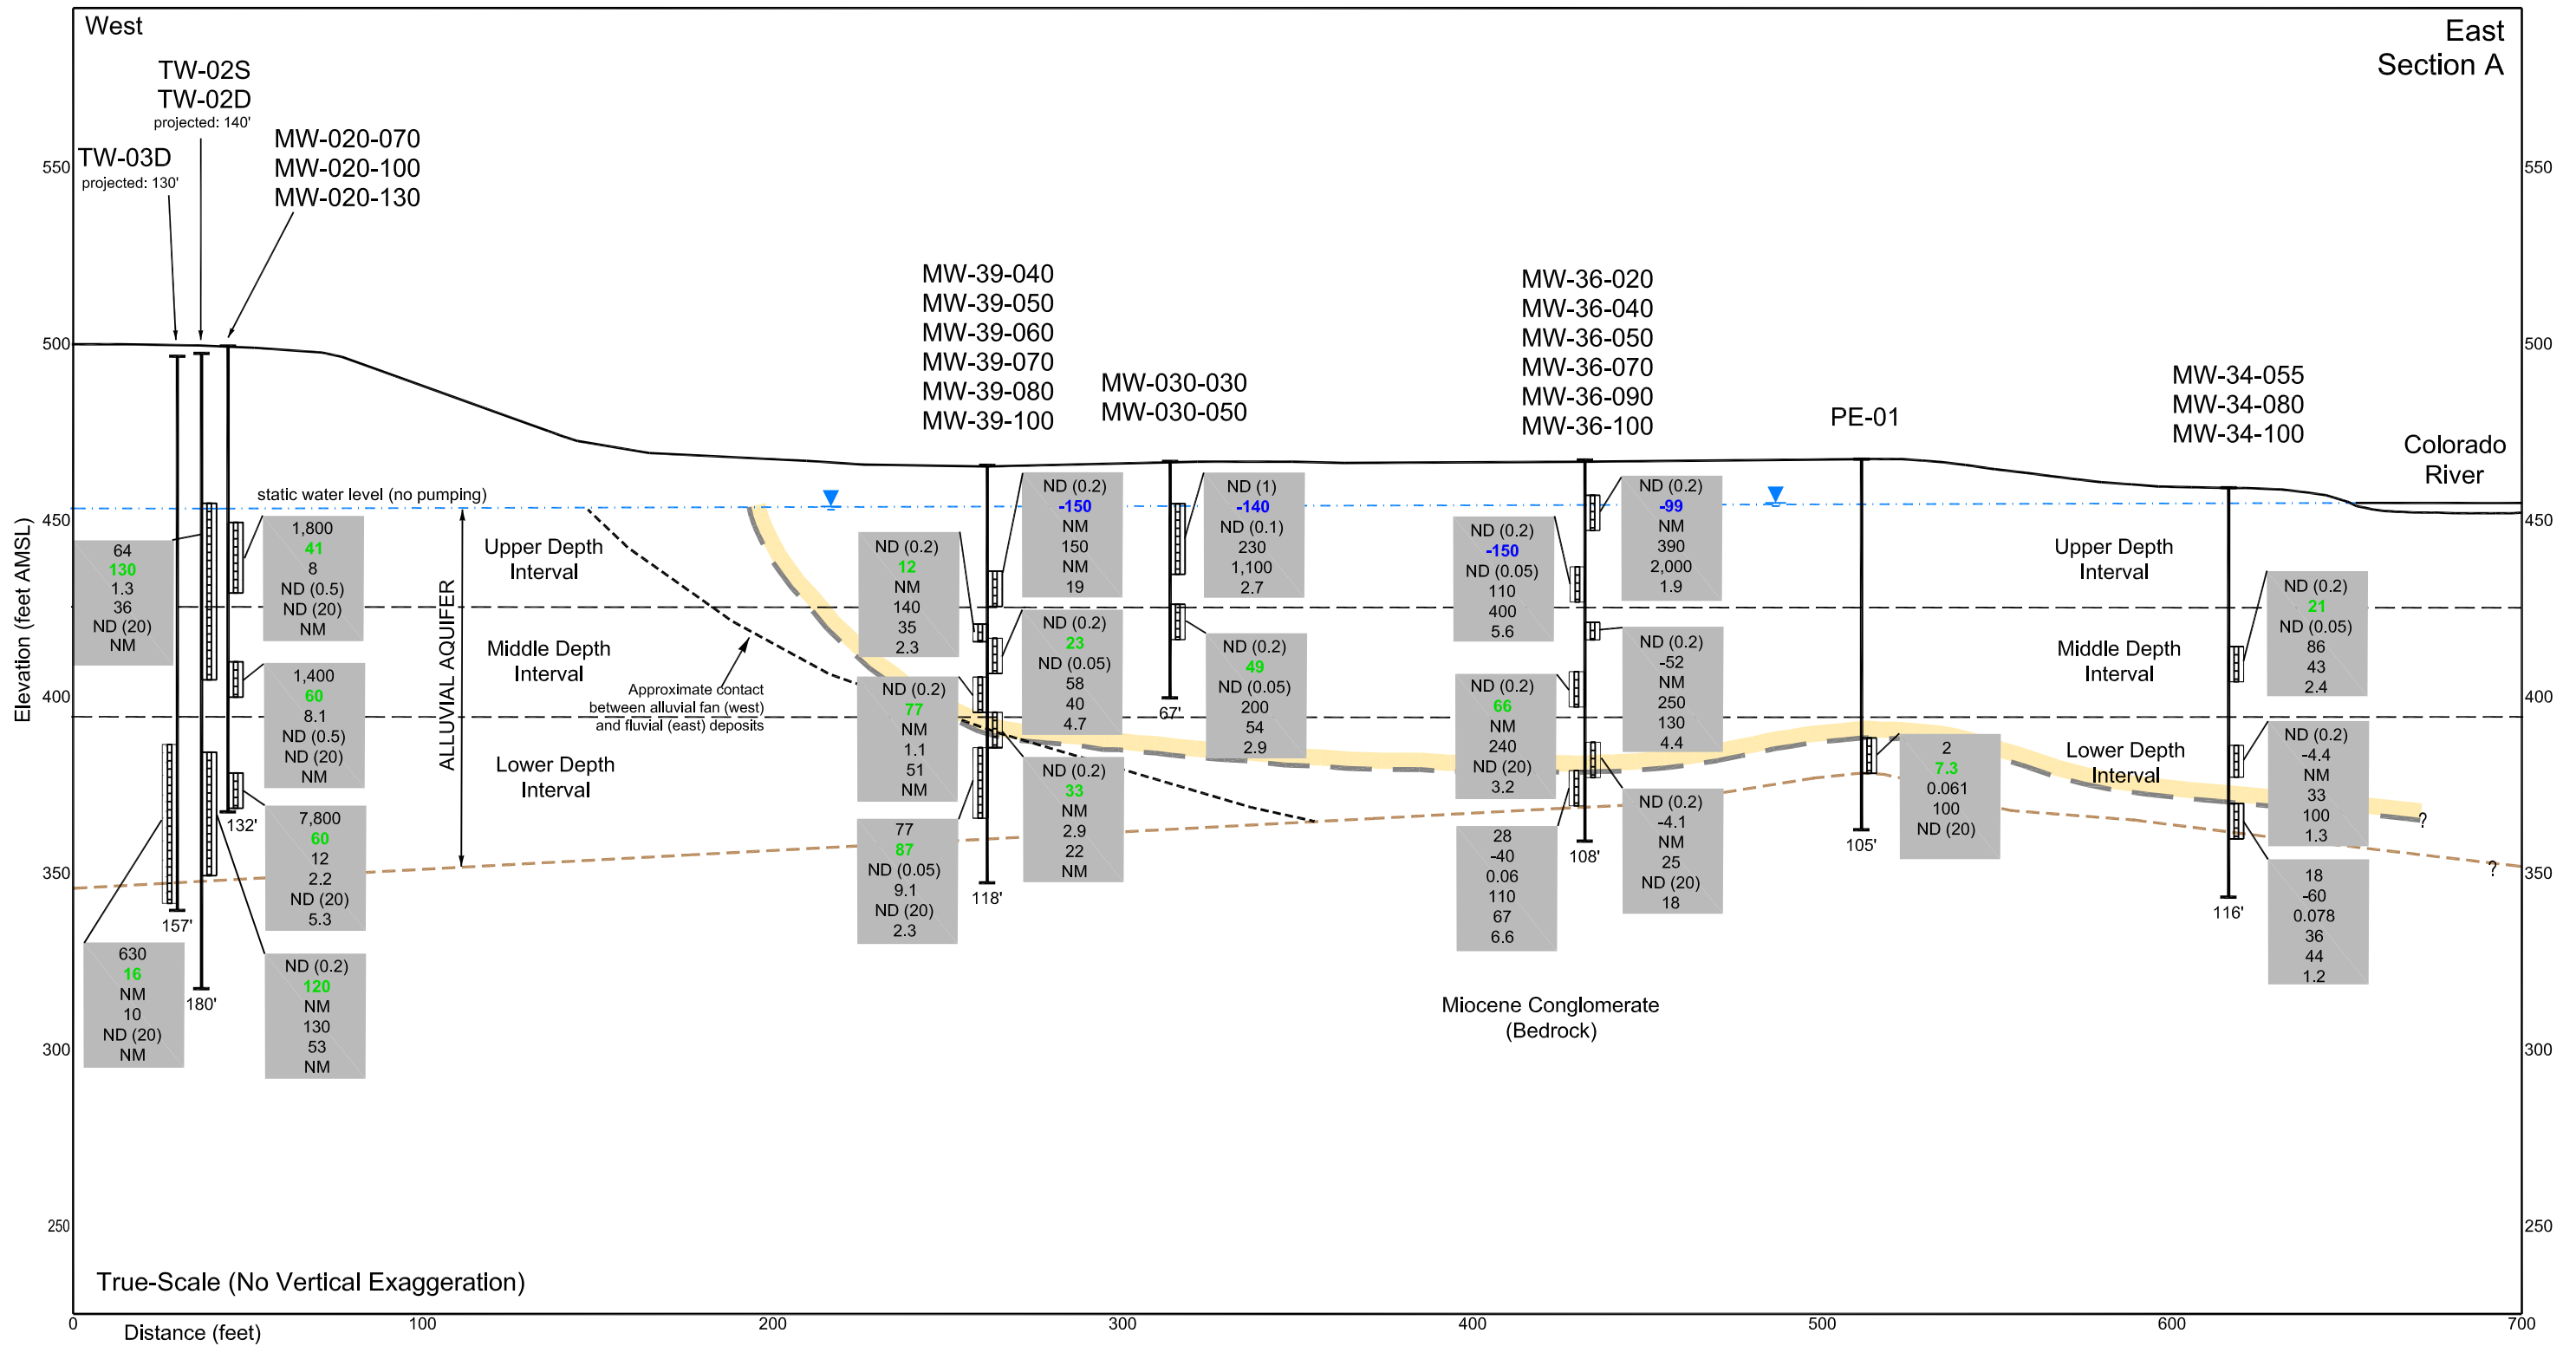 West
East
Section A
TW-02S
TW-02D
projected: 140'
TW-03D
projected: 130'
MW-020-070
MW-020-100
MW-020-130
MW-39-040
MW-39-050
MW-39-060
MW-39-070
MW-39-080
MW-39-100
MW-030-030
MW-030-050
MW-36-020
MW-36-040
MW-36-050
MW-36-070
MW-36-090
MW-36-100
PE-01
MW-34-055
MW-34-080
MW-34-100
Colorado
River
Elevation (feet AMSL)
550
500
450
400
350
300
250
static water level (no pumping)
64
130
1.3
36
ND (20)
NM
1,800
41
8
ND (0.5)
ND (20)
NM
1,400
60
8.1
ND (0.5)
ND (20)
NM
7,800
60
12
2.2
ND (20)
5.3
630
16
NM
10
ND (20)
NM
ND (0.2)
120
NM
130
53
NM
132'
157'
180'
ALLUVIAL AQUIFER
Upper Depth
Interval
Middle Depth
Interval
Lower Depth
Interval
Approximate contact
between alluvial fan (west)
and fluvial (east) deposits
ND (0.2)
12
NM
140
35
2.3
ND (0.2)
77
NM
1.1
51
NM
77
87
ND (0.05)
9.1
ND (20)
2.3
ND (0.2)
-150
NM
150
NM
19
ND (0.2)
23
ND (0.05)
58
40
4.7
ND (0.2)
33
NM
2.9
22
NM
118'
ND (1)
-140
ND (0.1)
230
1,100
2.7
ND (0.2)
49
ND (0.05)
200
54
2.9
67'
ND (0.2)
-150
ND (0.05)
110
400
5.6
ND (0.2)
66
NM
240
ND (20)
3.2
28
-40
0.06
110
67
6.6
ND (0.2)
-99
NM
390
2,000
1.9
ND (0.2)
-52
NM
250
130
4.4
ND (0.2)
-4.1
NM
25
ND (20)
18
108'
2
7.3
0.061
100
ND (20)
105'
Upper Depth
Interval
Middle Depth
Interval
Lower Depth
Interval
ND (0.2)
21
ND (0.05)
86
43
2.4
ND (0.2)
-4.4
NM
33
100
1.3
18
-60
0.078
36
44
1.2
116'
?
?
550
500
450
400
350
300
250
Miocene Conglomerate
(Bedrock)
True-Scale (No Vertical Exaggeration)
0
100
200
300
400
500
600
700
Distance (feet)